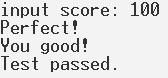 input score: 100
Perfect!
You good!
Test passed.